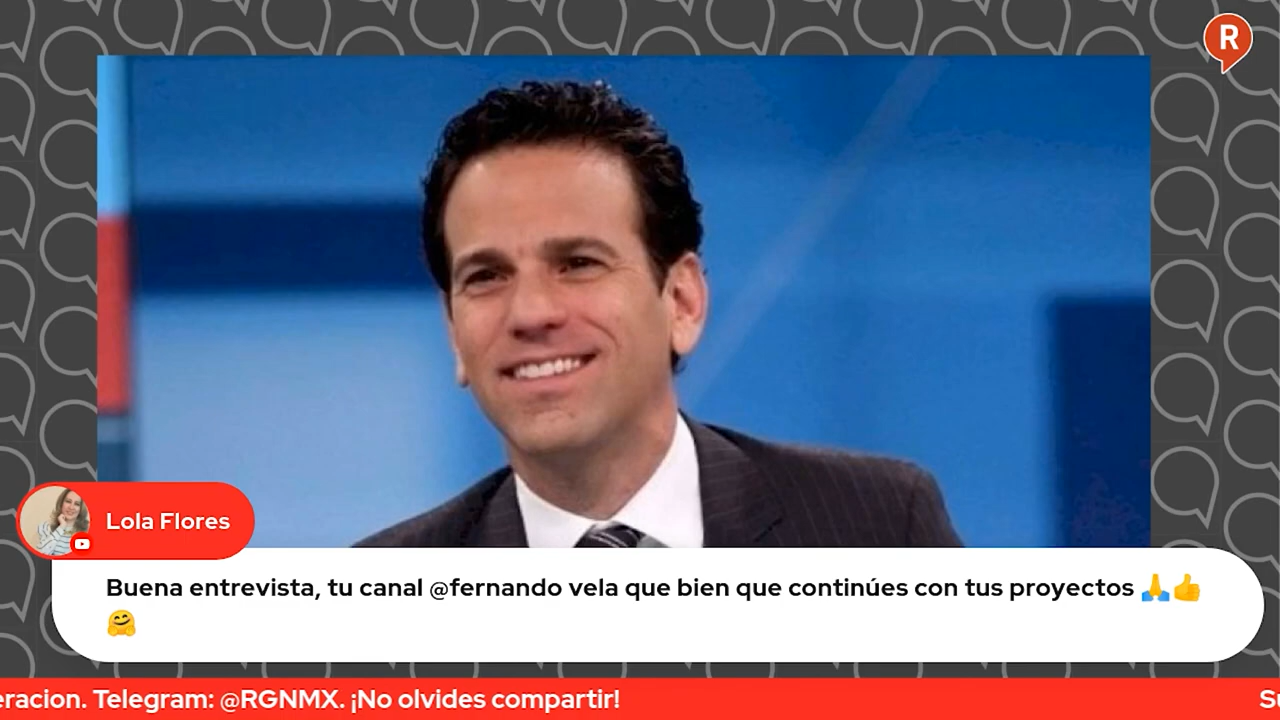 R
Lola Flores
Buena entrevista, tu canal @fernando vela que bien que continúes con tus proyectos 🙏👍
🤗
eracion. Telegram: @RGNMX. ¡No olvides compartir!